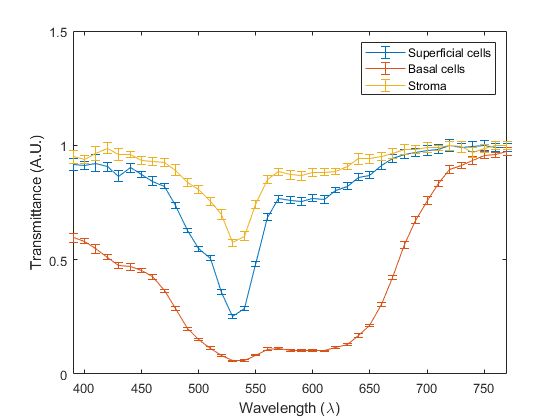 1.5
1
0.5
0
Transmittance (A.U.)
400 450 500 550 600 650 700 750
Wavelength (λ)
Superficial cells
Basal cells
Stroma